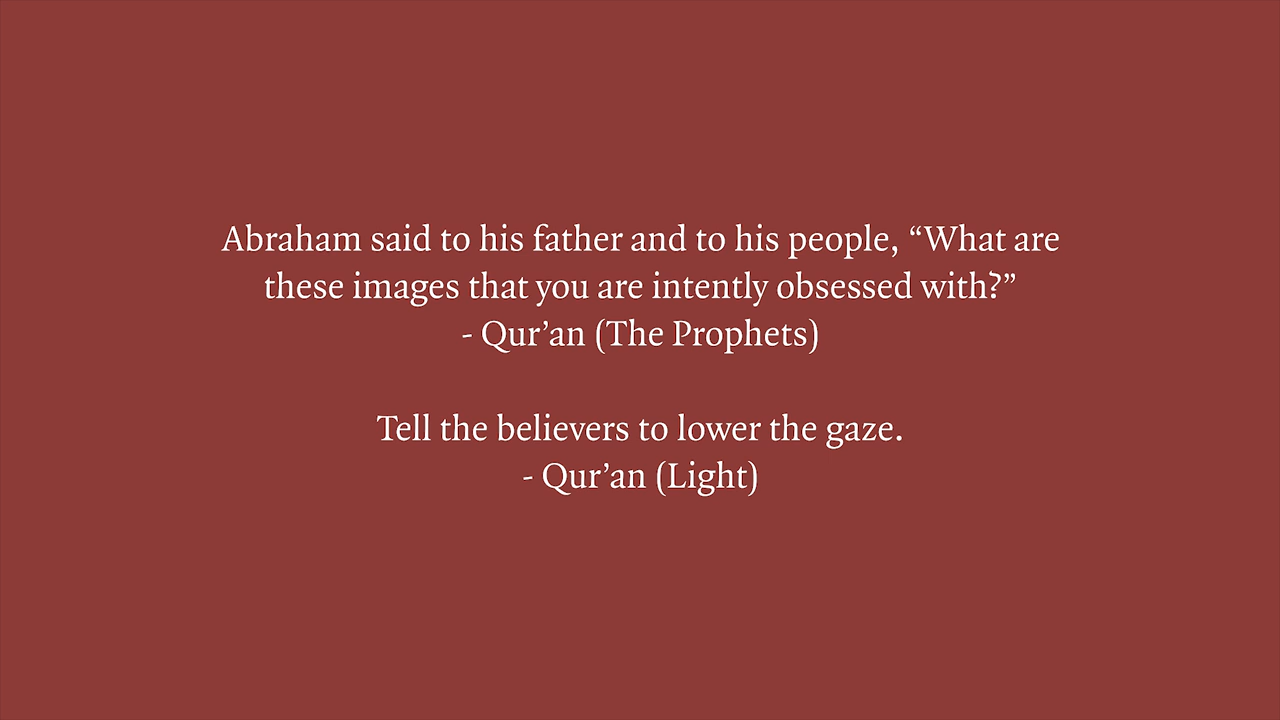 Abraham said to his father and to his people, “What are
these images that you are intently obsessed with?”
- Qur’an (The Prophets)
Tell the believers to lower the gaze.
- Qur’an (Light)